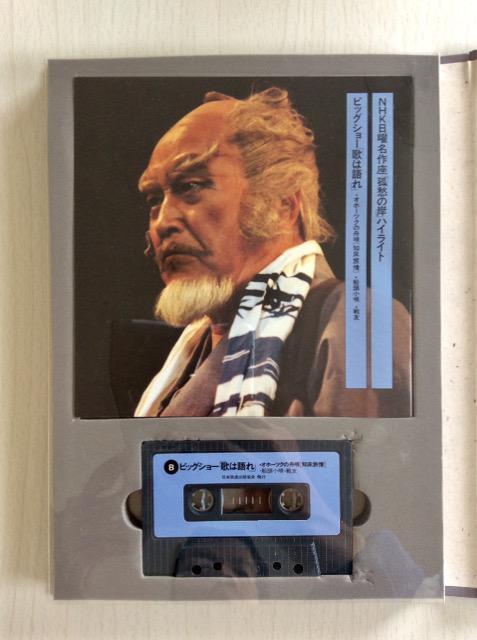 NHK日曜名作座「孤愁の岸」ハイライト
ビッグショー「歌は語れ」・オホーツクの舟唄「知床旅情」・船頭小唄・戦友
B ビッグショー「歌は語れ」・オホーツクの舟唄「知床旅情」
・船頭小唄・戦友
日本放送出版協会 発行